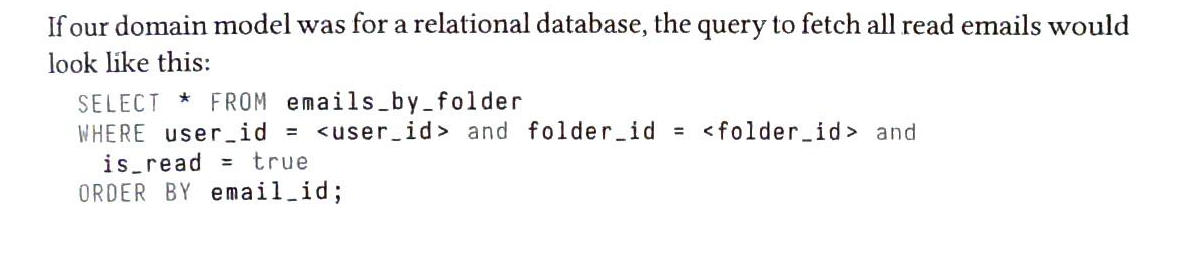 If our domain model was for a relational database, the query to fetch all read emails would
look like this:
SELECT * FROM emails_by_folder
WHERE user_id = <user_id> and folder_id = <folder_id> and
is_read = true
ORDER BY email_id;